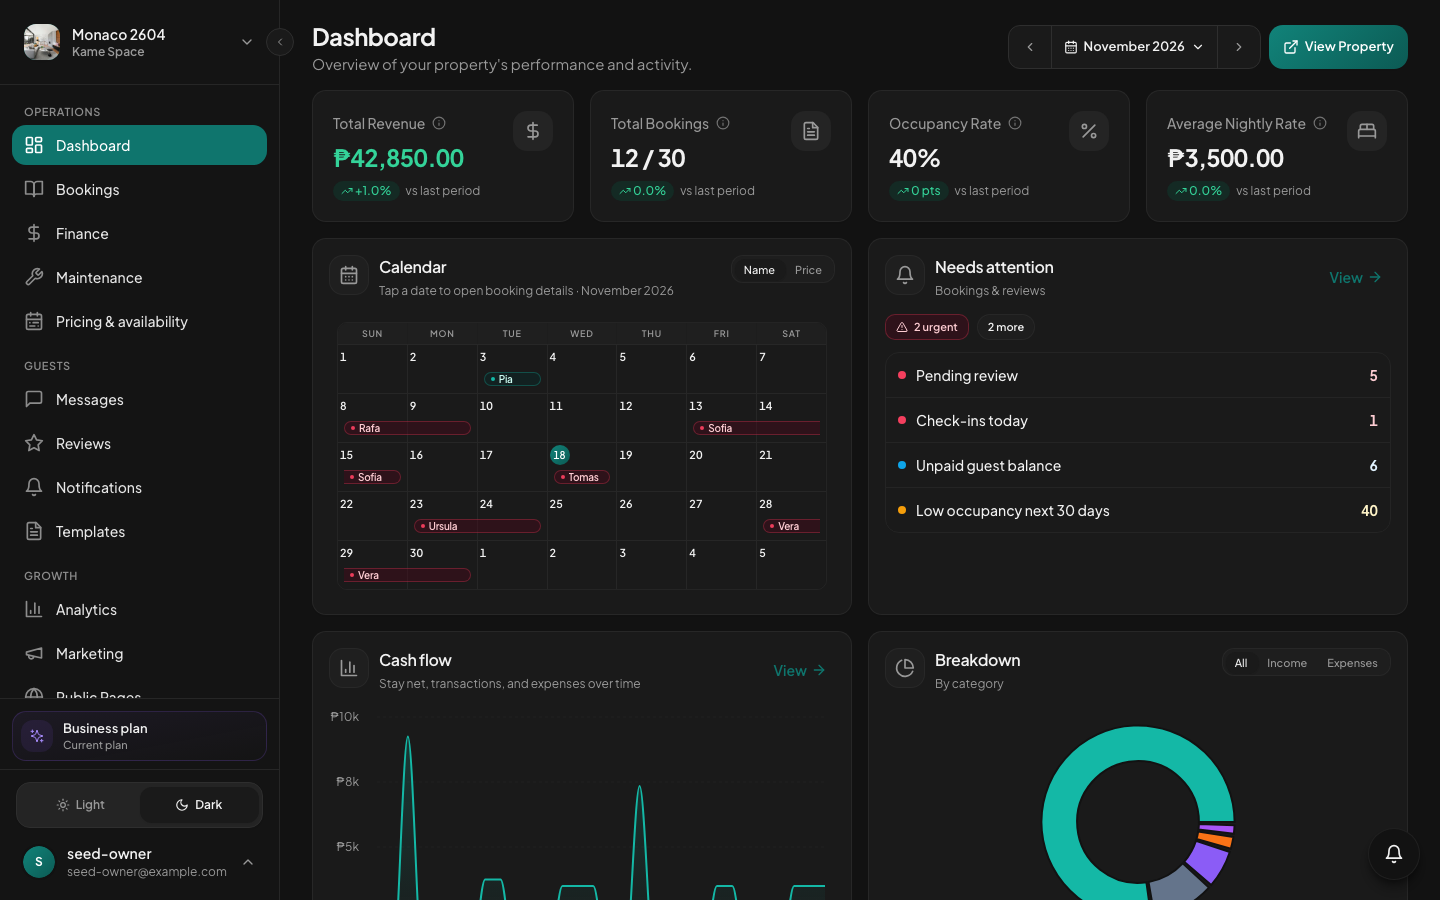 Monaco 2604
Kame Space
OPERATIONS
Dashboard
Bookings
Finance
Maintenance
Pricing & availability
GUESTS
Messages
Reviews
Notifications
Templates
GROWTH
Analytics
Marketing
Public Pages
Business plan
Current plan
Light
Dark
S
seed-owner
seed-owner@example.com
Dashboard
Overview of your property's performance and activity.
November 2026
View Property
Total Revenue
₱42,850.00
+1.0% vs last period
Total Bookings
12 / 30
0.0% vs last period
Occupancy Rate
40%
0 pts vs last period
Average Nightly Rate
₱3,500.00
0.0% vs last period
Calendar
Tap a date to open booking details · November 2026
Name Price
SUN MON TUE WED THU FRI SAT
1 2 3 4 5 6 7
Pia
8 9 10 11 12 13 14
Rafa Sofia
15 16 17 18 19 20 21
Sofia Tomas
22 23 24 25 26 27 28
Ursula Vera
29 30 1 2 3 4 5
Vera
Needs attention
Bookings & reviews
View
2 urgent 2 more
Pending review 5
Check-ins today 1
Unpaid guest balance 6
Low occupancy next 30 days 40
Cash flow
Stay net, transactions, and expenses over time
View
₱10k
₱8k
₱5k
Breakdown
By category
All Income Expenses